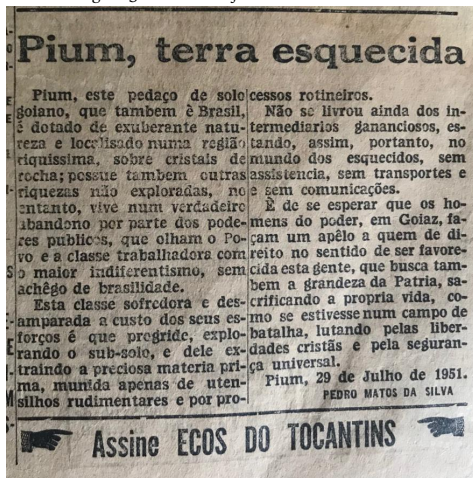 Pium, terra esquecida
Pium, este pedaço de solo
goiano, que tambem è Brasil,
é dotado de exuberante natu-
reza e localisado numa região
riquissima, sobre cristais de
rocha; possue tambem outras
riquezas não exploradas, no
entanto, vive num verdadeiro
abandono por parte dos pode-
res publicos, que olham o Po-
vo e a classe trabalhadora com
o maior indiferentismo, sem
achêgo de brasilidade.
Esta classe sofredora e des-
amparada a custo dos seus es-
forços é que progride, explo-
rando o sub-solo, e dele ex-
traindo a preciosa materia pri-
ma, munida apenas de uten-
silhos rudimentares e por pro-
cessos rotineiros.
Não se livrou ainda dos in-
termediarios gananciosos, es-
tando, assim, portanto, no
mundo dos esquecidos, sem
assistencia, sem transportes e
e sem comunicações.
É de se esperar que os ho-
mens do poder, em Goiaz, fa-
çam um apêlo a quem de di-
reito no sentido de ser favore-
cida esta gente, que busca tam-
bem a grandeza da Patria, sa-
crificando a propria vida, co-
mo se estivesse num campo de
batalha, lutando pelas liber-
dades cristãs e pela seguran-
ça universal.
Pium, 29 de Julho de 1951.
PEDRO MATOS DA SILVA
Assine ECOS DO TOCANTINS